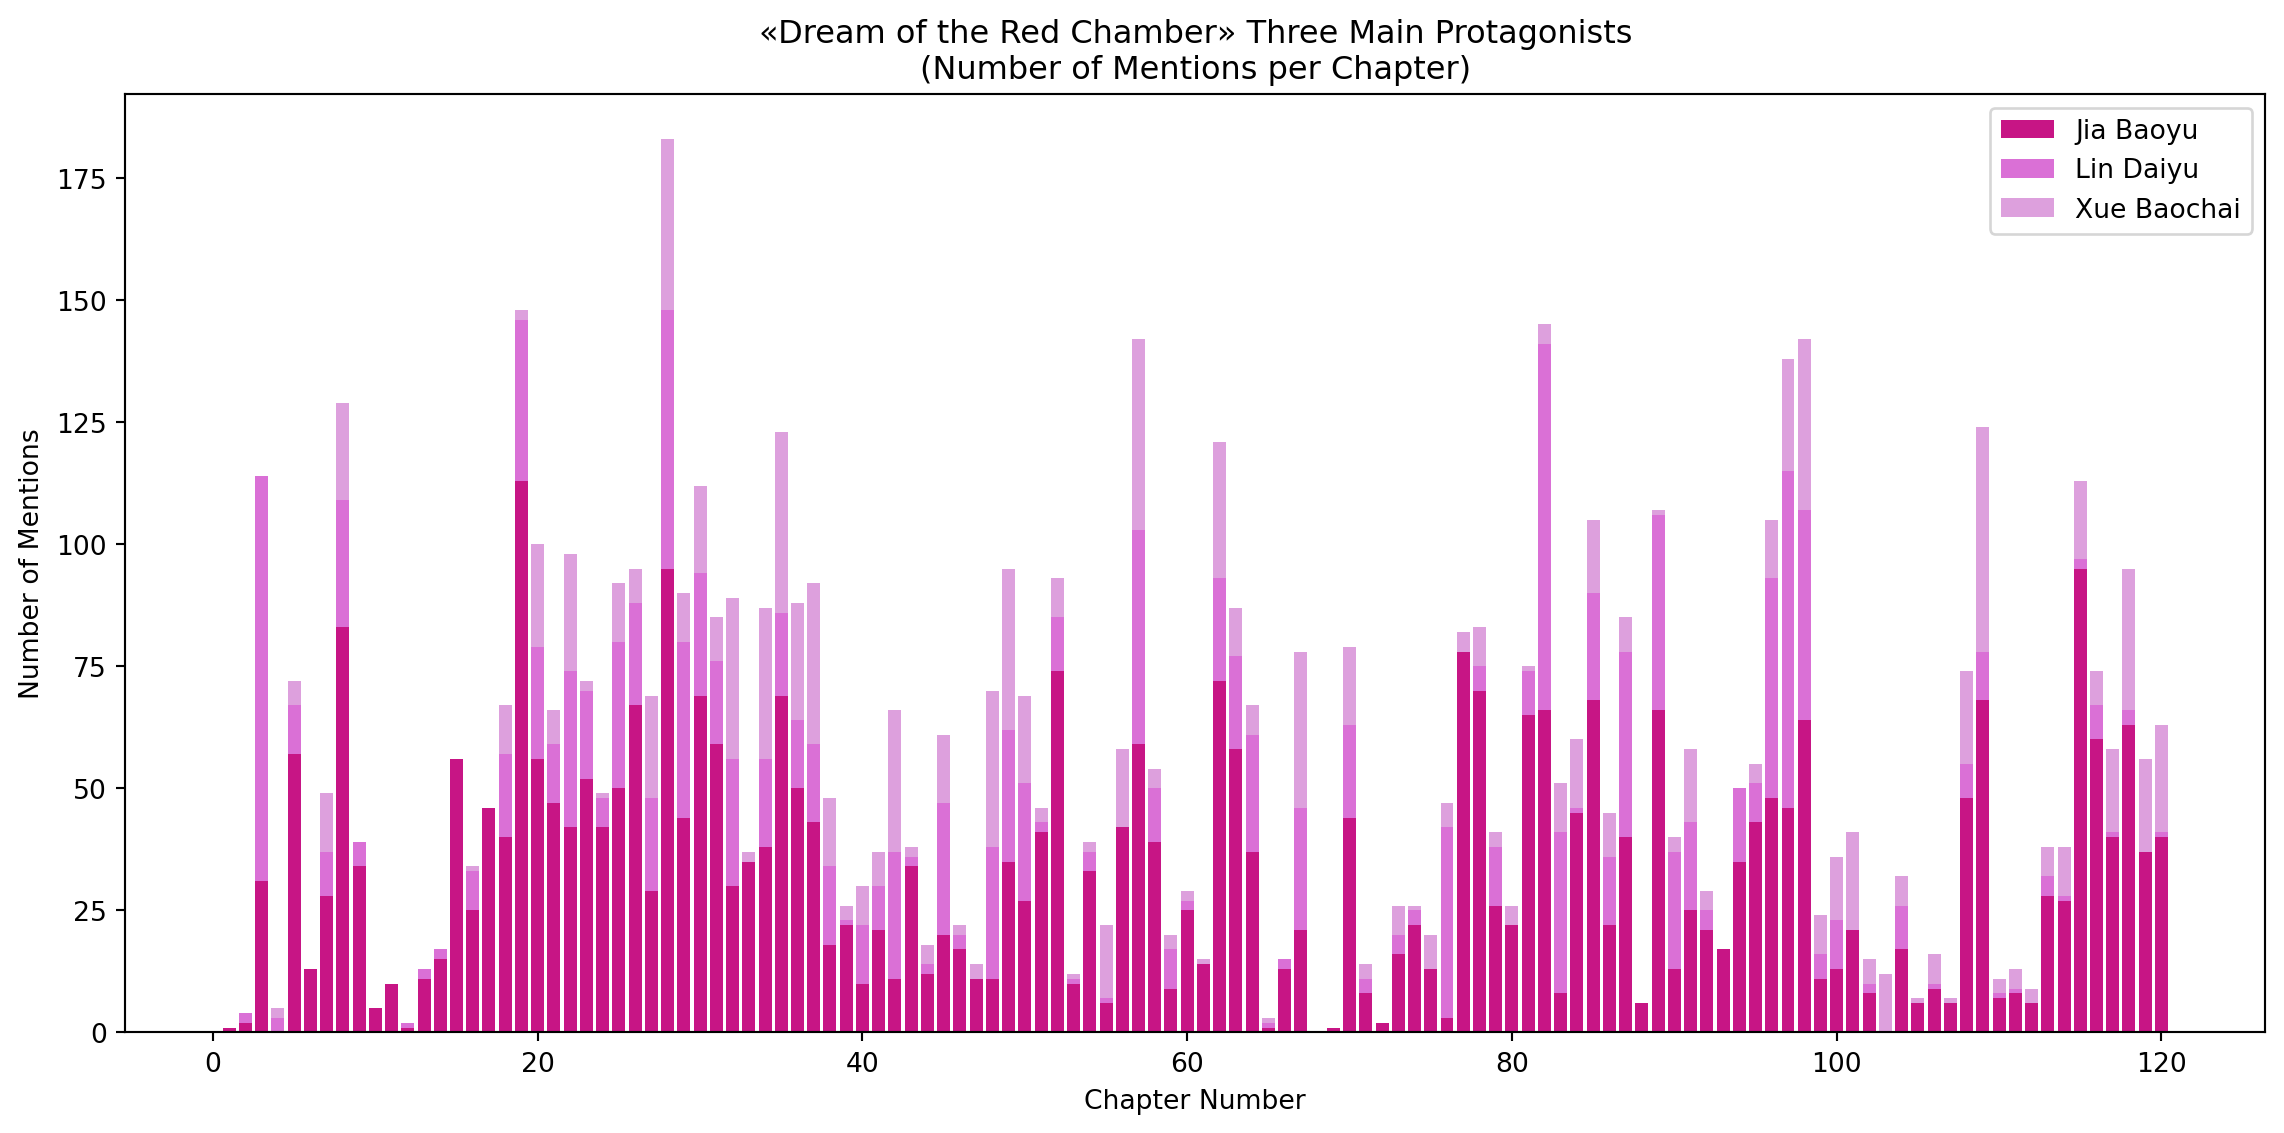 «Dream of the Red Chamber» Three Main Protagonists
(Number of Mentions per Chapter)
Jia Baoyu
Lin Daiyu
Xue Baochai
Number of Mentions
175
150
125
100
75
50
25
0
0 20 40 60 80 100 120
Chapter Number